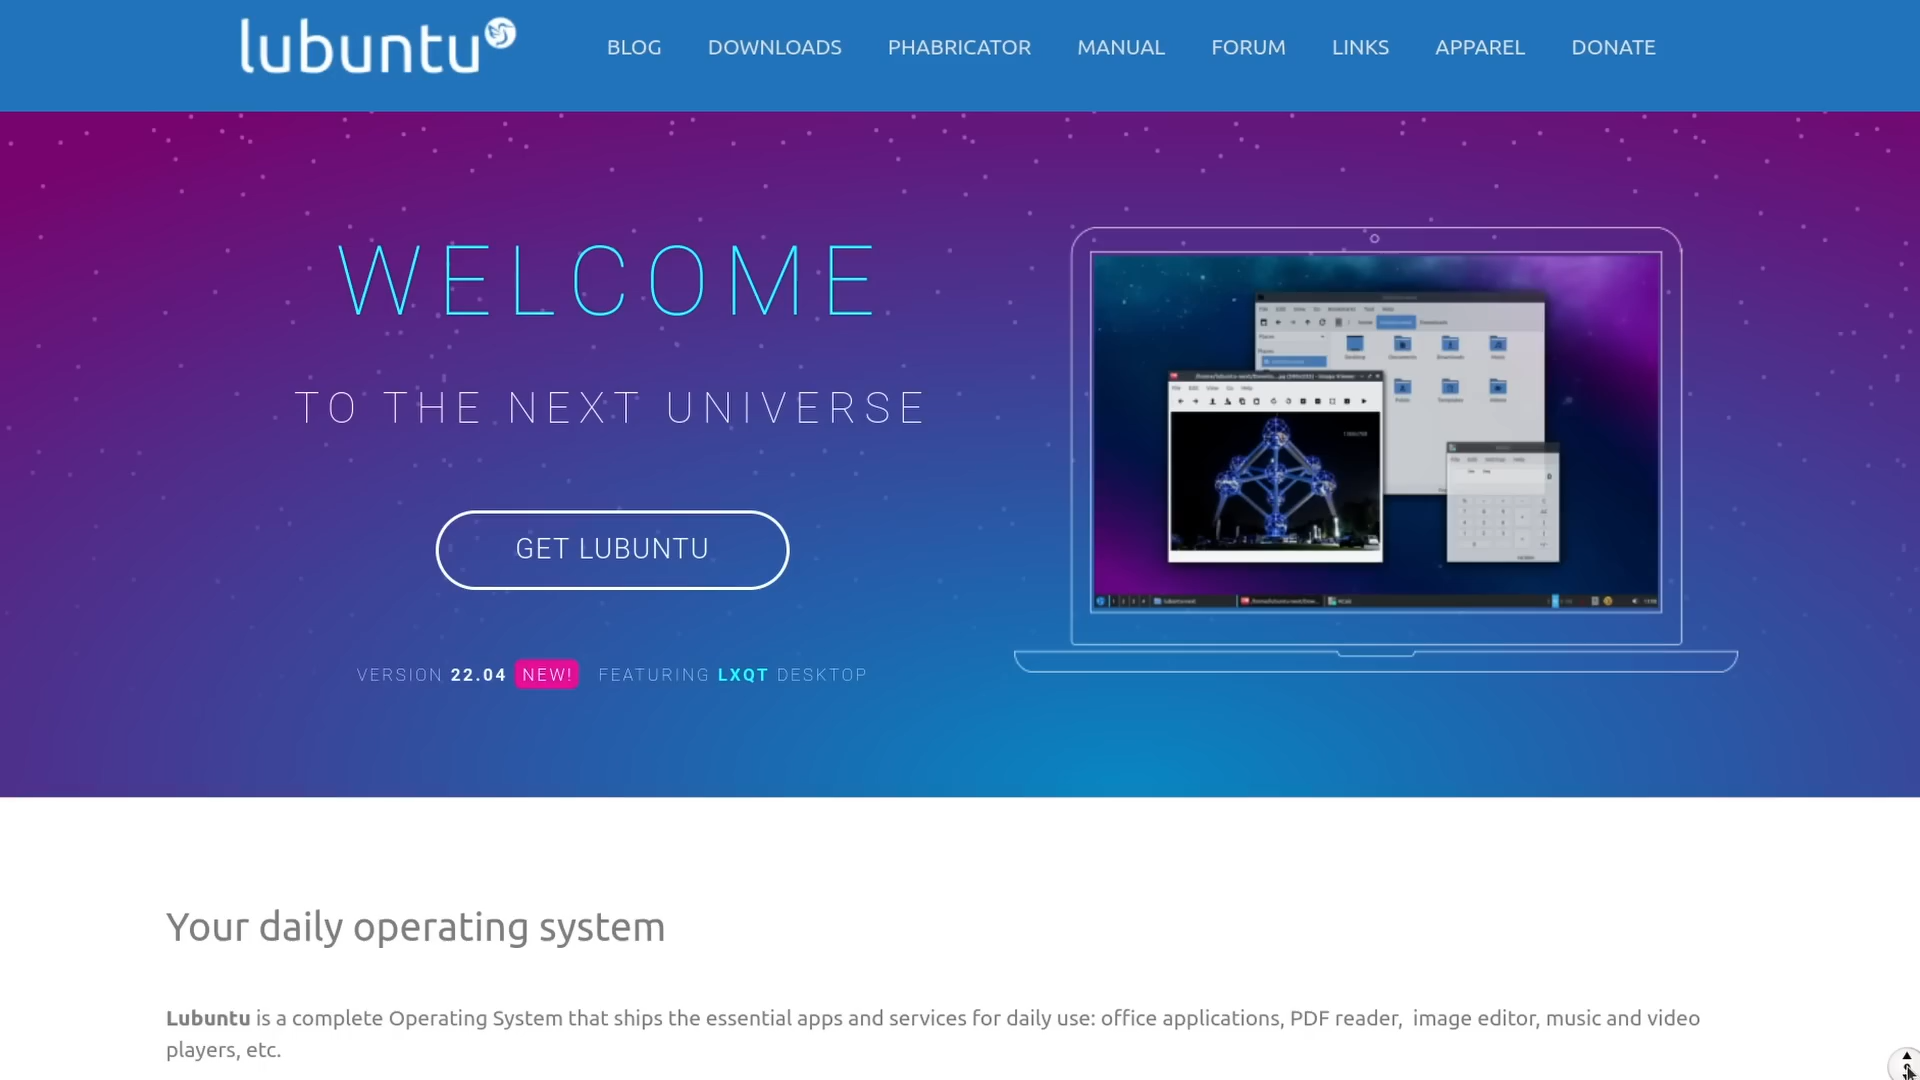 lubuntu
BLOG DOWNLOADS PHABRICATOR MANUAL FORUM LINKS APPAREL DONATE
WELCOME
TO THE NEXT UNIVERSE
GET LUBUNTU
VERSION 22.04 NEW! FEATURING LXQT DESKTOP
Your daily operating system
Lubuntu is a complete Operating System that ships the essential apps and services for daily use: office applications, PDF reader, image editor, music and video
players, etc.